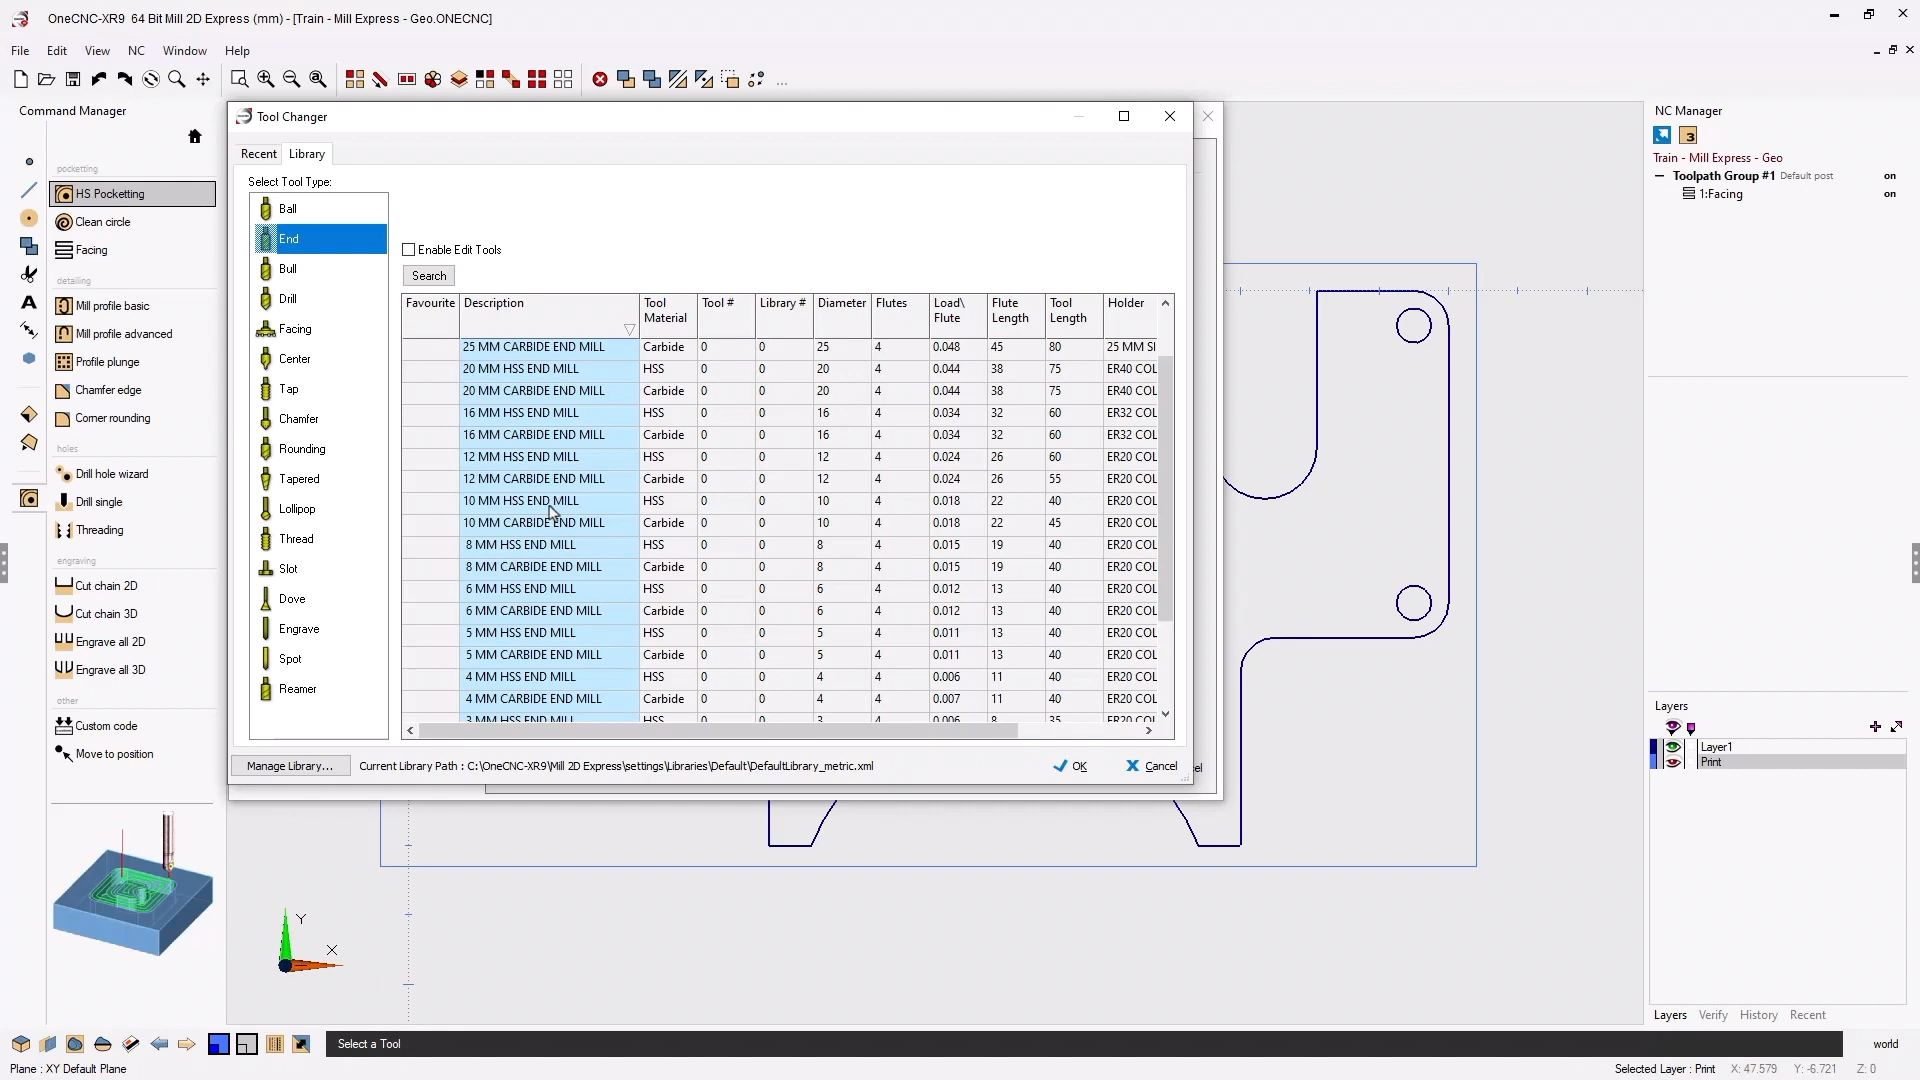 OneCNC-XR9 64 Bit Mill 2D Express (mm) - [Train - Mill Express - Geo.ONECNC]
File Edit View NC Window Help
Command Manager
pocketting
HS Pocketting
Clean circle
Facing
detailing
Mill profile basic
Mill profile advanced
Profile plunge
Chamfer edge
Corner rounding
holes
Drill hole wizard
Drill single
Threading
engraving
Cut chain 2D
Cut chain 3D
Engrave all 2D
Engrave all 3D
other
Custom code
Move to position
Tool Changer
Recent Library
Select Tool Type:
Ball
End
Bull
Drill
Facing
Center
Tap
Chamfer
Rounding
Tapered
Lollipop
Thread
Slot
Dove
Engrave
Spot
Reamer
Enable Edit Tools
Search
Favourite Description Tool Material Tool # Library # Diameter Flutes Load\ Flute Flute Length Tool Length Holder
25 MM CARBIDE END MILL Carbide 0 0 25 4 0.048 45 80 25 MM SI
20 MM HSS END MILL HSS 0 0 20 4 0.044 38 75 ER40 COL
20 MM CARBIDE END MILL Carbide 0 0 20 4 0.044 38 75 ER40 COL
16 MM HSS END MILL HSS 0 0 16 4 0.034 32 60 ER32 COL
16 MM CARBIDE END MILL Carbide 0 0 16 4 0.034 32 60 ER32 COL
12 MM HSS END MILL HSS 0 0 12 4 0.024 26 60 ER20 COL
12 MM CARBIDE END MILL Carbide 0 0 12 4 0.024 26 55 ER20 COL
10 MM HSS END MILL HSS 0 0 10 4 0.018 22 40 ER20 COL
10 MM CARBIDE END MILL Carbide 0 0 10 4 0.018 22 45 ER20 COL
8 MM HSS END MILL HSS 0 0 8 4 0.015 19 40 ER20 COL
8 MM CARBIDE END MILL Carbide 0 0 8 4 0.015 19 40 ER20 COL
6 MM HSS END MILL HSS 0 0 6 4 0.012 13 40 ER20 COL
6 MM CARBIDE END MILL Carbide 0 0 6 4 0.012 13 40 ER20 COL
5 MM HSS END MILL HSS 0 0 5 4 0.011 13 40 ER20 COL
5 MM CARBIDE END MILL Carbide 0 0 5 4 0.011 13 40 ER20 COL
4 MM HSS END MILL HSS 0 0 4 4 0.006 11 40 ER20 COL
4 MM CARBIDE END MILL Carbide 0 0 4 4 0.007 11 40 ER20 COL
3 MM HSS END MILL HSS 0 0 3 4 0.006 8 35 ER20 COL
Manage Library... Current Library Path : C:\OneCNC-XR9\Mill 2D Express\settings\Libraries\Default\DefaultLibrary_metric.xml OK Cancel el
NC Manager
3
Train - Mill Express - Geo
Toolpath Group #1 Default post on
1:Facing on
Layers
Layer1
Print
Layers Verify History Recent
Y
X
Select a Tool
world
Plane : XY Default Plane
Selected Layer : Print X: 47.579 Y: -6.721 Z: 0